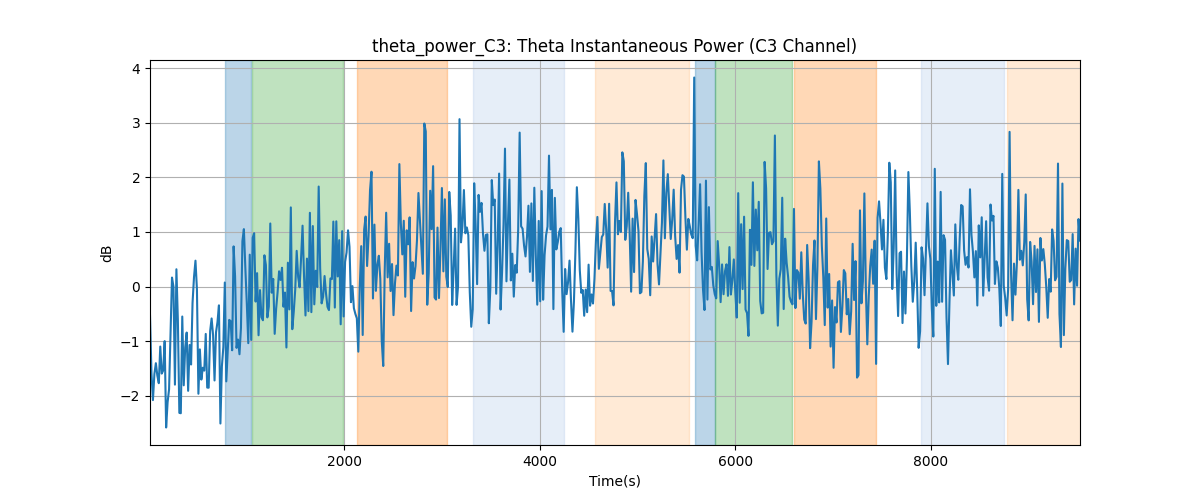 theta_power_C3: Theta Instantaneous Power (C3 Channel)
4
3
2
1
0
−1
−2
dB
2000 4000 6000 8000
Time(s)